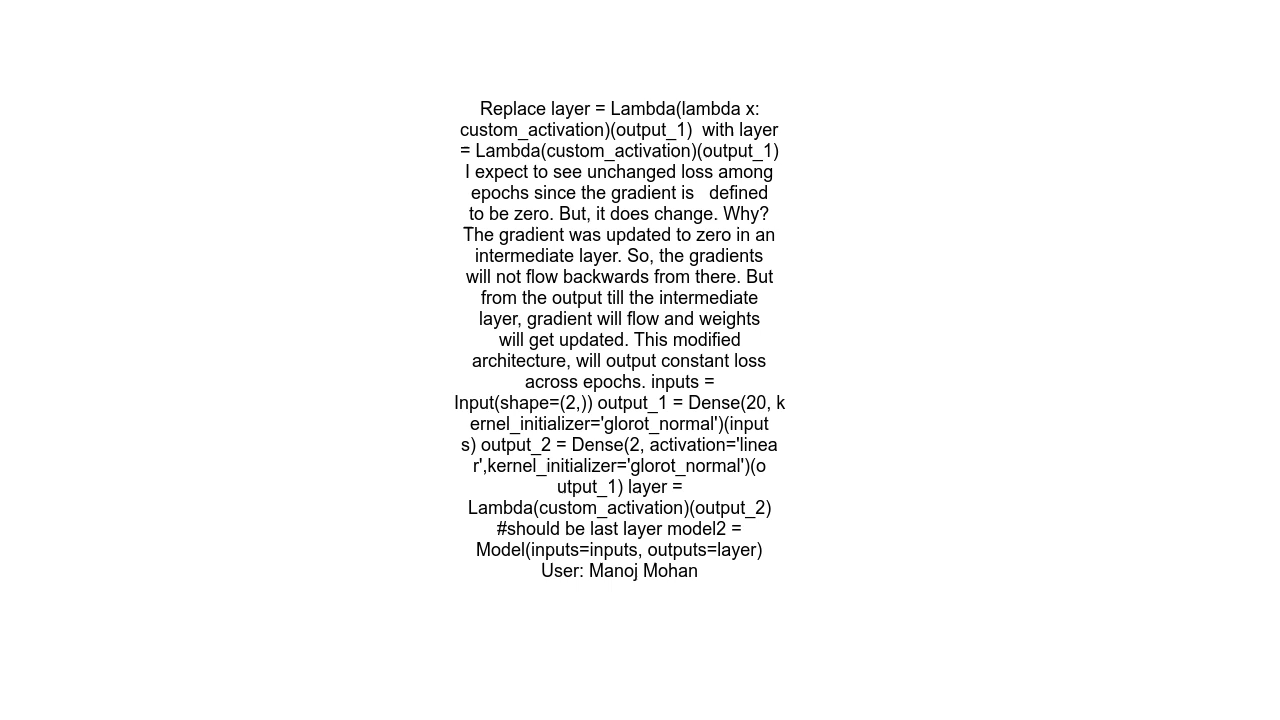 Replace layer = Lambda(lambda x:
custom_activation)(output_1)  with layer
= Lambda(custom_activation)(output_1)
I expect to see unchanged loss among
epochs since the gradient is   defined
to be zero. But, it does change. Why?
The gradient was updated to zero in an
intermediate layer. So, the gradients
will not flow backwards from there. But
from the output till the intermediate
layer, gradient will flow and weights
will get updated. This modified
architecture, will output constant loss
across epochs. inputs =
Input(shape=(2,)) output_1 = Dense(20, k
ernel_initializer='glorot_normal')(input
s) output_2 = Dense(2, activation='linea
r',kernel_initializer='glorot_normal')(o
utput_1) layer =
Lambda(custom_activation)(output_2)
#should be last layer model2 =
Model(inputs=inputs, outputs=layer)
User: Manoj Mohan